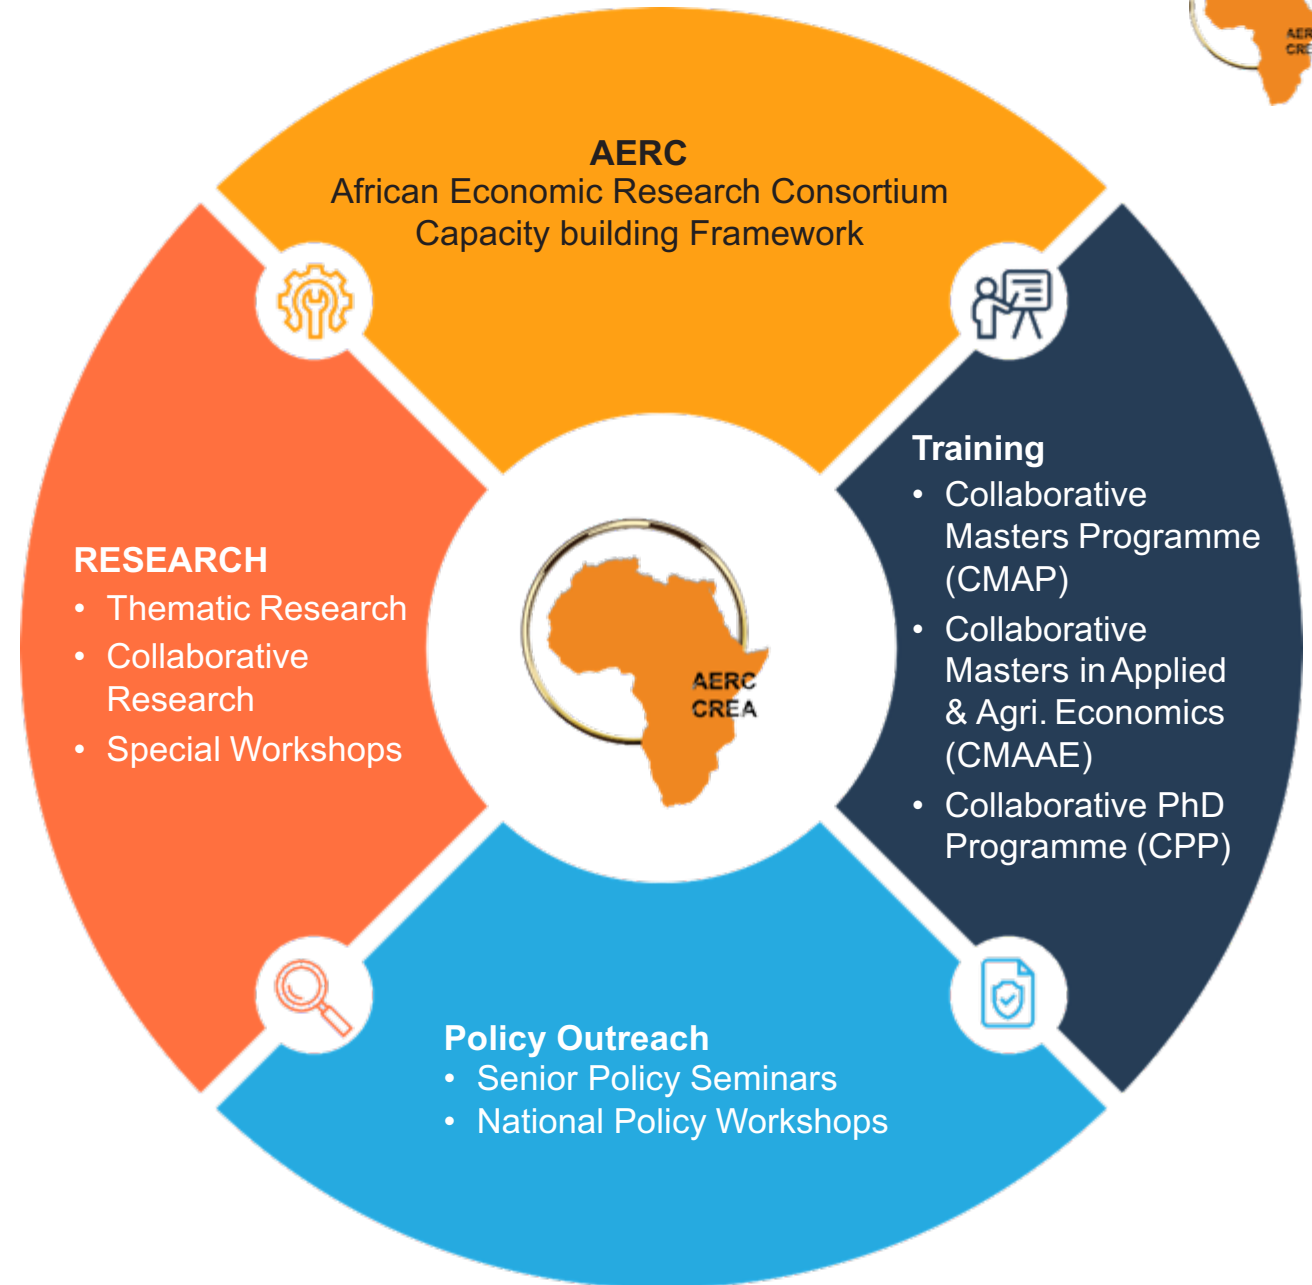 AERC
African Economic Research Consortium
Capacity building Framework
Training
• Collaborative
Masters Programme
(CMAP)
• Collaborative
Masters in Applied
& Agri. Economics
(CMAAE)
• Collaborative PhD
Programme (CPP)
RESEARCH
• Thematic Research
• Collaborative
Research
• Special Workshops
AERC
CREA
Policy Outreach
• Senior Policy Seminars
• National Policy Workshops